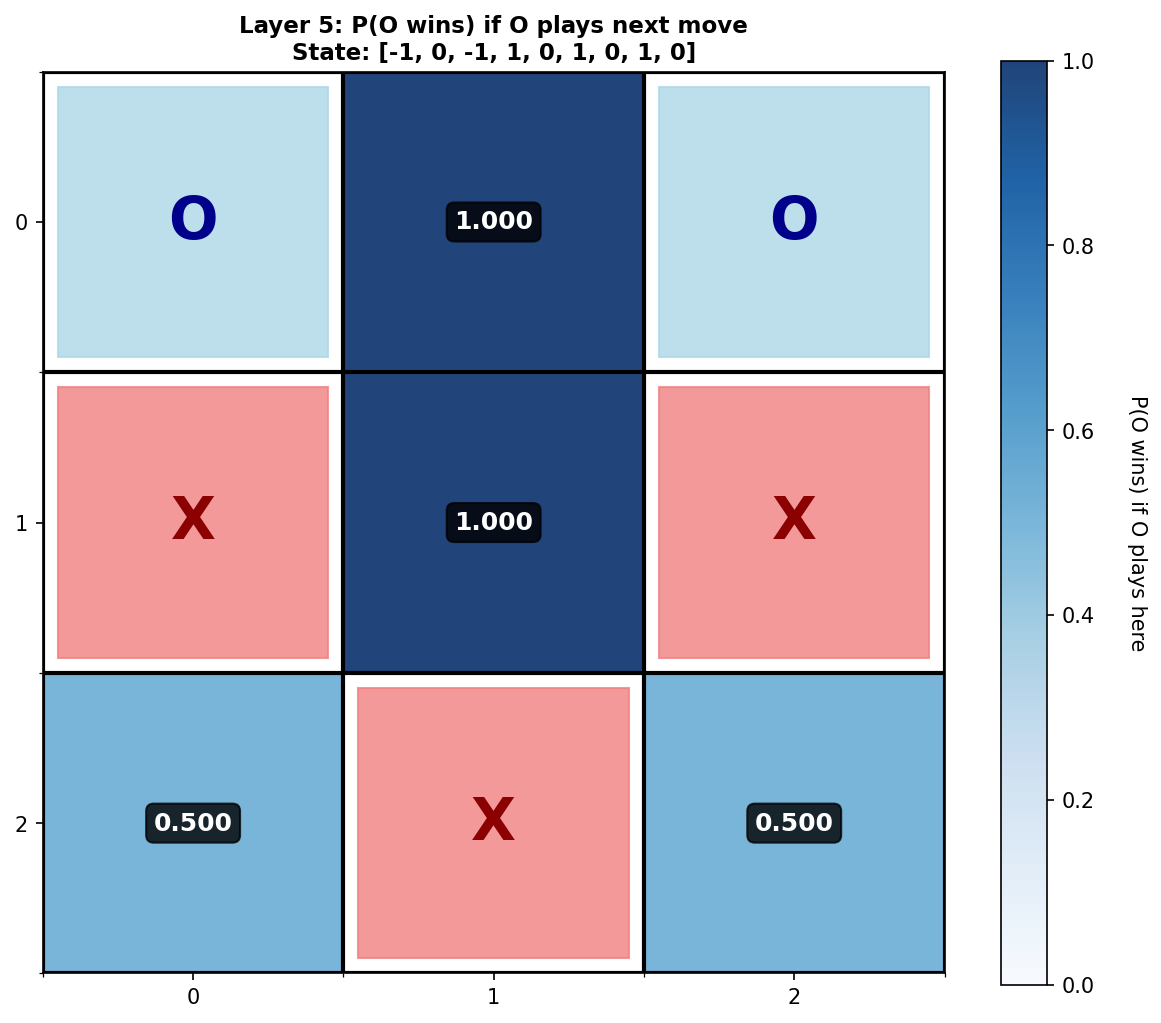 Layer 5: P(O wins) if O plays next move
State: [-1, 0, -1, 1, 0, 1, 0, 1, 0]
0
O
1.000
O
1
X
1.000
X
2
0.500
X
0.500
0
1
2
1.0
0.8
0.6
0.4
0.2
0.0
P(O wins) if O plays here